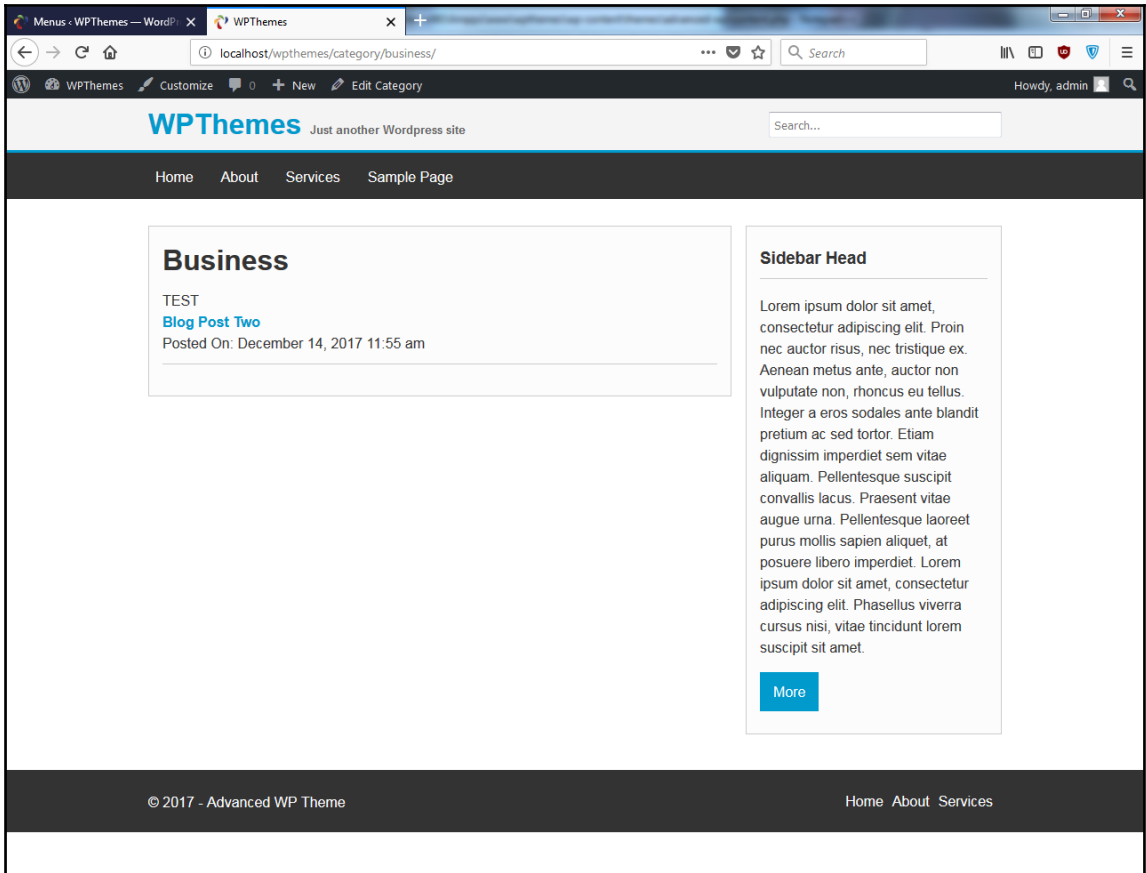 Menus ‹ WPThemes — WordPr
WPThemes
localhost/wpthemes/category/business/
Search
WPThemes Customize 0 New Edit Category
Howdy, admin
WPThemes Just another Wordpress site
Search...
Home About Services Sample Page
Business
TEST
Blog Post Two
Posted On: December 14, 2017 11:55 am
Sidebar Head
Lorem ipsum dolor sit amet,
consectetur adipiscing elit. Proin
nec auctor risus, nec tristique ex.
Aenean metus ante, auctor non
vulputate non, rhoncus eu tellus.
Integer a eros sodales ante blandit
pretium ac sed tortor. Etiam
dignissim imperdiet sem vitae
aliquam. Pellentesque suscipit
convallis lacus. Praesent vitae
augue urna. Pellentesque laoreet
purus mollis sapien aliquet, at
posuere libero imperdiet. Lorem
ipsum dolor sit amet, consectetur
adipiscing elit. Phasellus viverra
cursus nisi, vitae tincidunt lorem
suscipit sit amet.
More
© 2017 - Advanced WP Theme
Home About Services